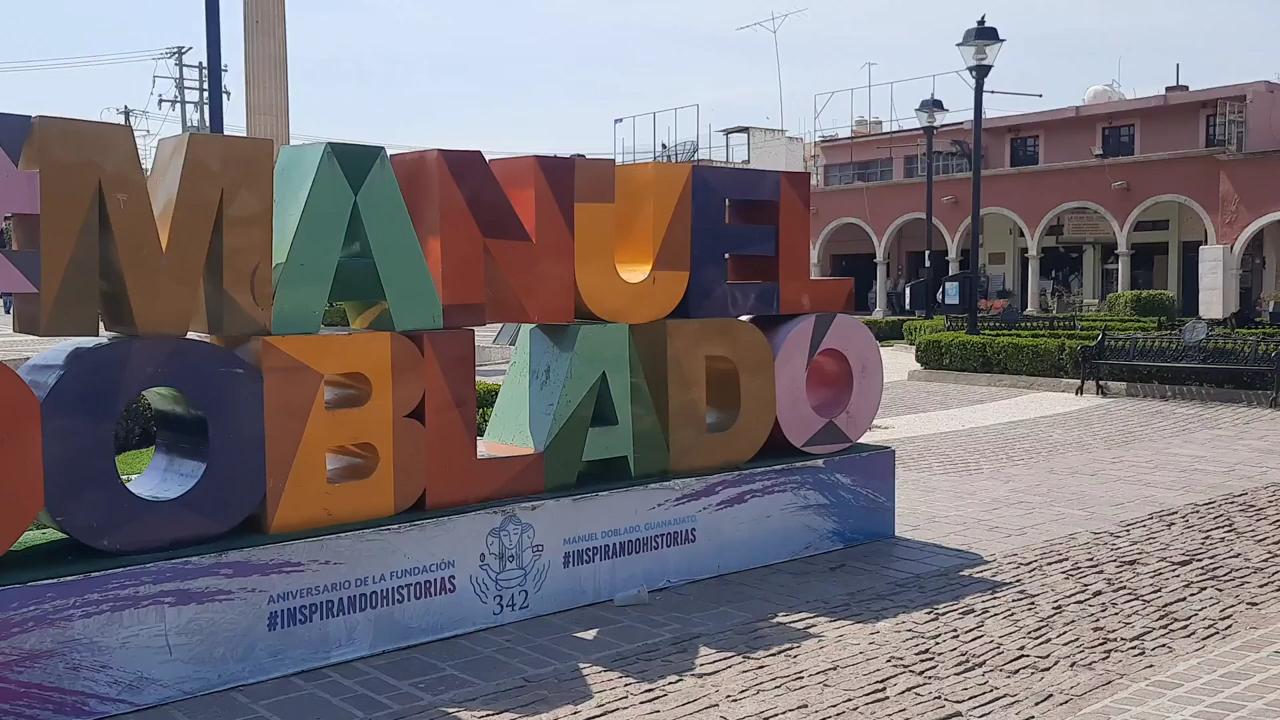 MANUEL
DOBLADO
ANIVERSARIO DE LA FUNDACIÓN
#INSPIRANDOHISTORIAS
342
MANUEL DOBLADO, GUANAJUATO.
#INSPIRANDOHISTORIAS